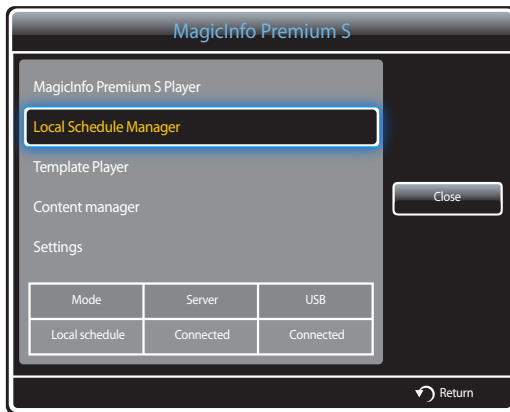 MagicInfo Premium S
MagicInfo Premium S Player
Local Schedule Manager
Template Player
Content manager
Settings
Close
Mode Server USB
Local schedule Connected Connected
Return